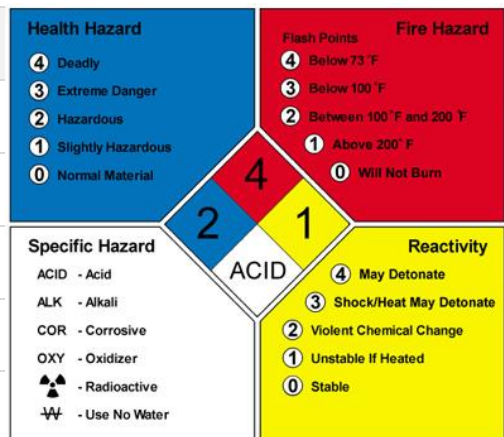 Health Hazard
4 Deadly
3 Extreme Danger
2 Hazardous
1 Slightly Hazardous
0 Normal Material
Fire Hazard
Flash Points
4 Below 73°F
3 Below 100°F
2 Between 100°F and 200°F
1 Above 200°F
0 Will Not Burn
4
2
1
ACID
Specific Hazard
ACID - Acid
ALK - Alkali
COR - Corrosive
OXY - Oxidizer
- Radioactive
W - Use No Water
Reactivity
4 May Detonate
3 Shock/Heat May Detonate
2 Violent Chemical Change
1 Unstable If Heated
0 Stable